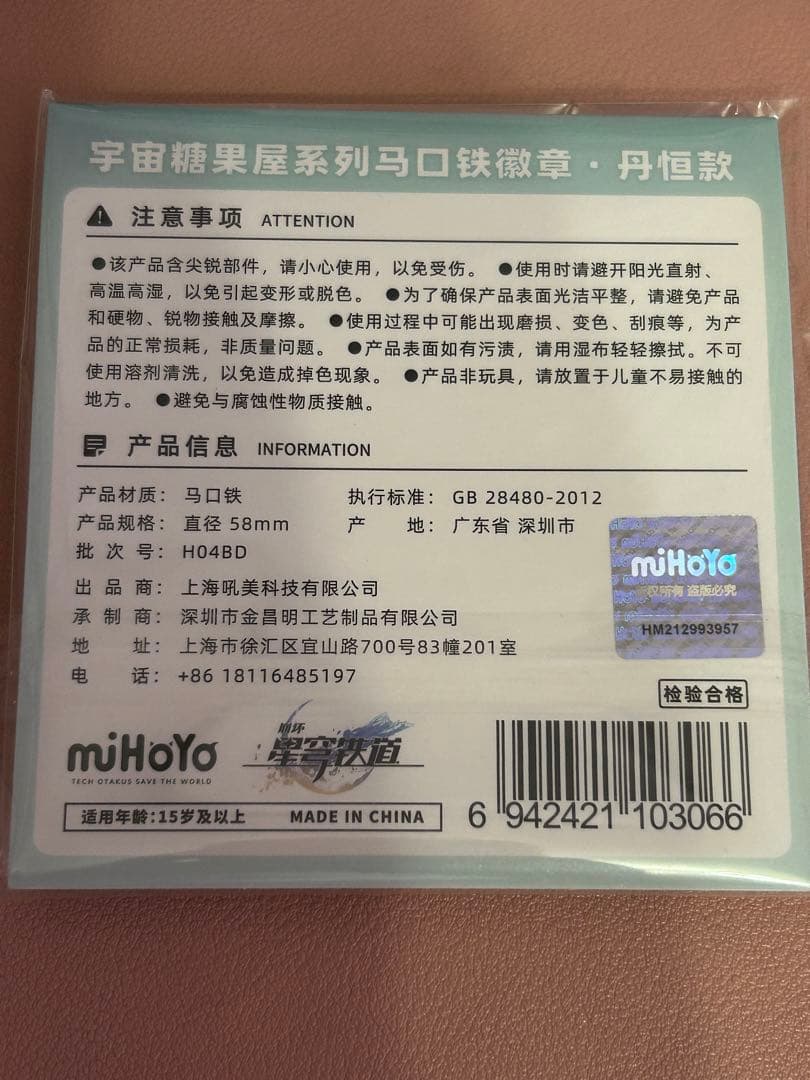 宇宙糖果屋系列马口铁徽章·丹恒款
注意事项 ATTENTION
●该产品含尖锐部件，请小心使用，以免受伤。 ●使用时请避开阳光直射、
高温高湿，以免引起变形或脱色。 ●为了确保产品表面光洁平整，请避免产品
和硬物、锐物接触及摩擦。 ●使用过程中可能出现磨损、变色、刮痕等，为产
品的正常损耗，非质量问题。 ●产品表面如有污渍，请用湿布轻轻擦拭。不可
使用溶剂清洗，以免造成掉色现象。 ●产品非玩具，请放置于儿童不易接触的
地方。 ●避免与腐蚀性物质接触。
产品信息 INFORMATION
产品材质： 马口铁 执行标准： GB 28480-2012
产品规格： 直径 58mm 产 地： 广东省 深圳市
批 次 号： H04BD
出 品 商： 上海吼美科技有限公司
承 制 商： 深圳市金昌明工艺制品有限公司
地 址： 上海市徐汇区宜山路700号83幢201室
电 话： +86 18116485197
miHoYo
权所有 盗版必究
HM212993957
检验合格
miHoYo
TECH OTAKUS SAVE THE WORLD
崩坏
星穹铁道
适用年龄：15岁及以上 MADE IN CHINA
6 942421 103066